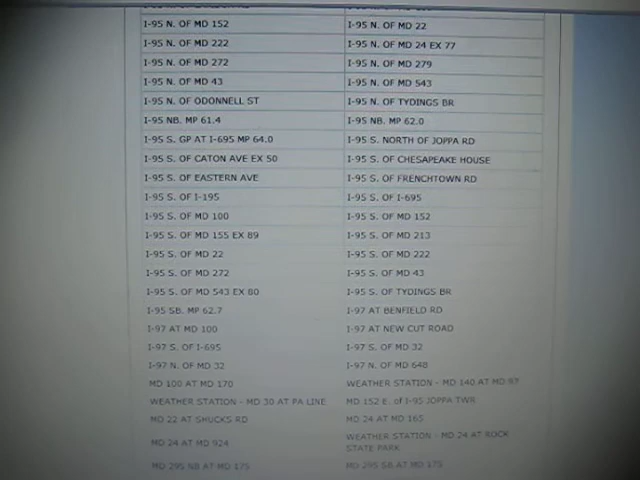 I-95 N. OF MD 152 I-95 N. OF MD 22
I-95 N. OF MD 222 I-95 N. OF MD 24 EX 77
I-95 N. OF MD 272 I-95 N. OF MD 279
I-95 N. OF MD 43 I-95 N. OF MD 543
I-95 N. OF ODONNELL ST I-95 N. OF TYDINGS BR
I-95 NB. MP 61.4 I-95 NB. MP 62.0
I-95 S. GP AT I-695 MP 64.0 I-95 S. NORTH OF JOPPA RD
I-95 S. OF CATON AVE EX 50 I-95 S. OF CHESAPEAKE HOUSE
I-95 S. OF EASTERN AVE I-95 S. OF FRENCHTOWN RD
I-95 S. OF I-195 I-95 S. OF I-695
I-95 S. OF MD 100 I-95 S. OF MD 152
I-95 S. OF MD 155 EX 89 I-95 S. OF MD 213
I-95 S. OF MD 22 I-95 S. OF MD 222
I-95 S. OF MD 272 I-95 S. OF MD 43
I-95 S. OF MD 543 EX 80 I-95 S. OF TYDINGS BR
I-95 SB. MP 62.7 I-97 AT BENFIELD RD
I-97 AT MD 100 I-97 AT NEW CUT ROAD
I-97 S. OF I-695 I-97 S. OF MD 32
I-97 N. OF MD 32 I-97 N. OF MD 648
MD 100 AT MD 170 WEATHER STATION - MD 140 AT MD 97
WEATHER STATION - MD 30 AT PA LINE MD 152 E. of I-95 JOPPA TWR
MD 22 AT SHUCKS RD MD 24 AT MD 165
MD 24 AT MD 924 WEATHER STATION - MD 24 AT ROCK
STATE PARK
MD 295 NB AT MD 175 MD 295 SB AT MD 175